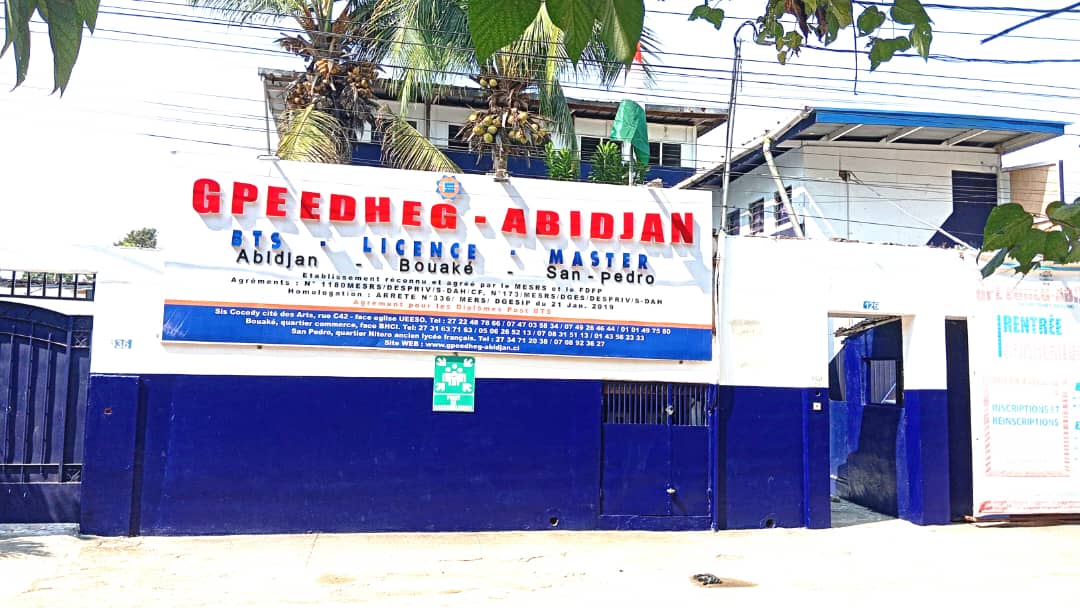 GPEEDHEG - ABIDJAN
BTS - LICENCE - MASTER
Abidjan - Bouaké - San-pedro
Etablissement reconnu et agréé par le MESRS et le FDFP
Agréments : N° 1180MESRS/DESPRIV/S-DAH/CF, N°173/MESRS/DGES/DESPRIV/S-DAH
Homologation : ARRETE N°336/ MERS/ DGESIP du 21 Jan. 2019
Agrement pour les Diplômes Post BTS
Sis Cocody cité des Arts, rue C42 - face eglise UEESO. Tel : 27 22 48 78 66 / 07 47 03 58 34 / 07 49 26 46 44 / 01 01 49 75 80
Bouaké, quartier commerce, face BHCI. Tel: 27 31 63 71 63 / 05 06 28 52 13 / 07 08 31 51 13 / 01 43 56 23 33
San Pedro, quartier Nitoro ancien lycée français. Tel : 27 34 71 20 38 / 07 08 92 36 27
Site WEB : www.gpeedheg-abidjan.ci
336
126
GPEEDHEG-AB
RENTRÉE
INSCRIPTIONS ET
REINSCRIPTIONS